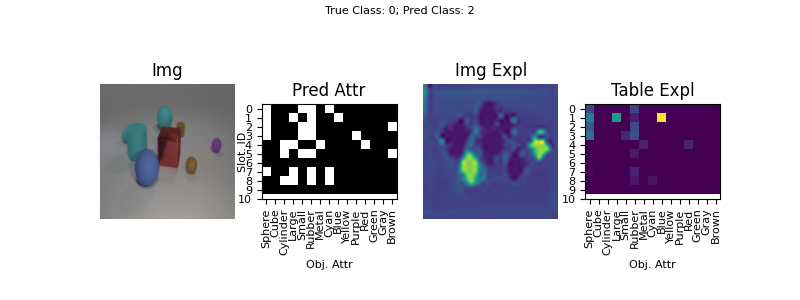 True Class: 0; Pred Class: 2
Img
Pred Attr
Img Expl
Table Expl
Slot. ID
0
1
2
3
4
5
6
7
8
9
10
Sphere
Cube
Cylinder
Large
Small
Rubber
Metal
Cyan
Blue
Yellow
Purple
Red
Green
Gray
Brown
Obj. Attr
0
1
2
3
4
5
6
7
8
9
10
Sphere
Cube
Cylinder
Large
Small
Rubber
Metal
Cyan
Blue
Yellow
Purple
Red
Green
Gray
Brown
Obj. Attr